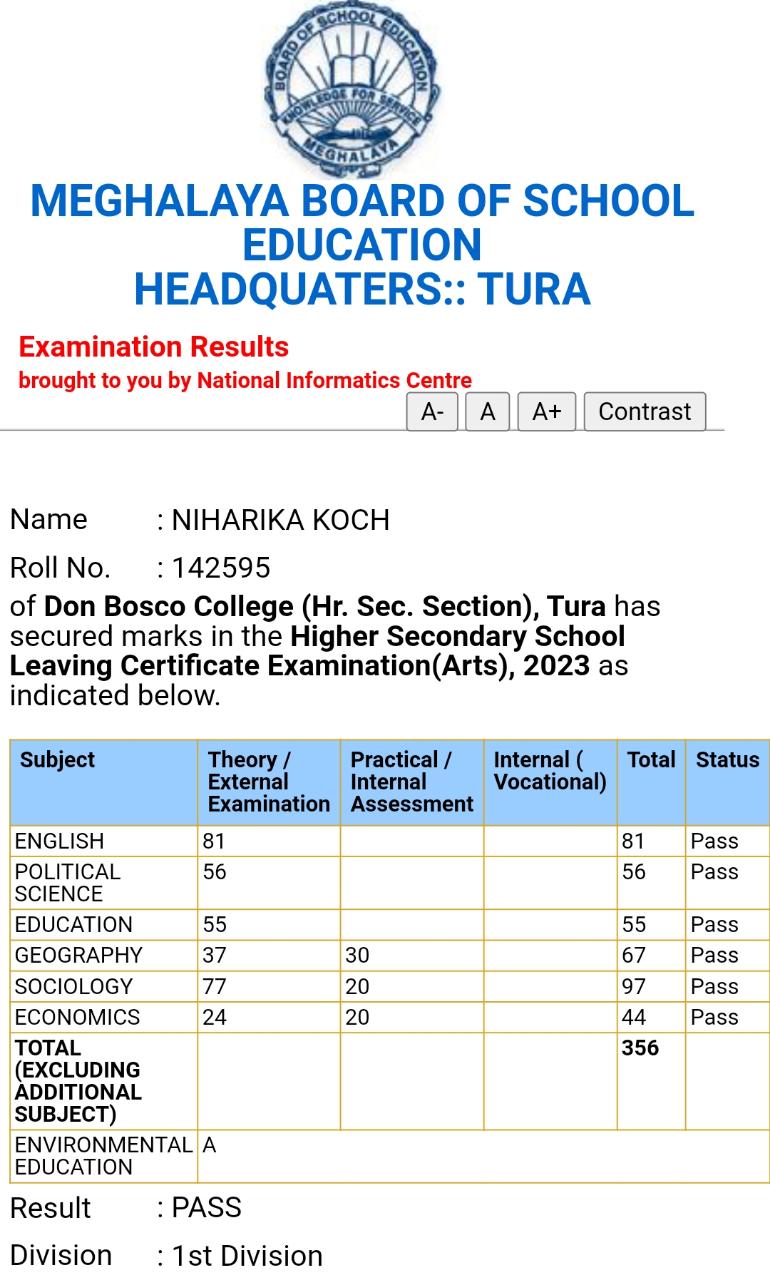 BOARD OF SCHOOL EDUCATION
KNOWLEDGE FOR SERVICE
MEGHALAYA
MEGHALAYA BOARD OF SCHOOL
EDUCATION
HEADQUATERS:: TURA
Examination Results
brought to you by National Informatics Centre
A- A A+ Contrast
Name : NIHARIKA KOCH
Roll No. : 142595
of Don Bosco College (Hr. Sec. Section), Tura has
secured marks in the Higher Secondary School
Leaving Certificate Examination(Arts), 2023 as
indicated below.
Subject Theory / External Examination Practical / Internal Assessment Internal ( Vocational) Total Status
ENGLISH 81 81 Pass
POLITICAL SCIENCE 56 56 Pass
EDUCATION 55 55 Pass
GEOGRAPHY 37 30 67 Pass
SOCIOLOGY 77 20 97 Pass
ECONOMICS 24 20 44 Pass
TOTAL (EXCLUDING ADDITIONAL SUBJECT) 356
ENVIRONMENTAL EDUCATION A
Result : PASS
Division : 1st Division